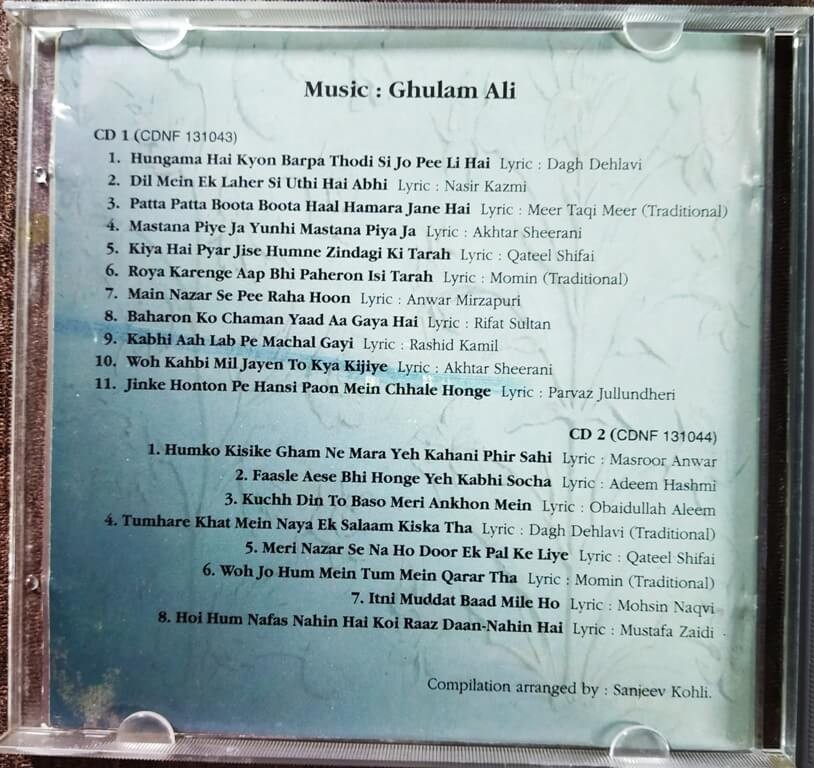 Music : Ghulam Ali
CD 1 (CDNF 131043)
1. Hungama Hai Kyon Barpa Thodi Si Jo Pee Li Hai Lyric : Dagh Dehlavi
2. Dil Mein Ek Laher Si Uthi Hai Abhi Lyric : Nasir Kazmi
3. Patta Patta Boota Boota Haal Hamara Jane Hai Lyric : Meer Taqi Meer (Traditional)
4. Mastana Piye Ja Yunhi Mastana Piya Ja Lyric : Akhtar Sheerani
5. Kiya Hai Pyar Jise Humne Zindagi Ki Tarah Lyric : Qateel Shifai
6. Roya Karenge Aap Bhi Paheron Isi Tarah Lyric : Momin (Traditional)
7. Main Nazar Se Pee Raha Hoon Lyric : Anwar Mirzapuri
8. Baharon Ko Chaman Yaad Aa Gaya Hai Lyric : Rifat Sultan
9. Kabhi Aah Lab Pe Machal Gayi Lyric : Rashid Kamil
10. Woh Kahbi Mil Jayen To Kya Kijiye Lyric : Akhtar Sheerani
11. Jinke Honton Pe Hansi Paon Mein Chhale Honge Lyric : Parvaz Jullundheri
CD 2 (CDNF 131044)
1. Humko Kisike Gham Ne Mara Yeh Kahani Phir Sahi Lyric : Masroor Anwar
2. Faasle Aese Bhi Honge Yeh Kabhi Socha Lyric : Adeem Hashmi
3. Kuchh Din To Baso Meri Ankhon Mein Lyric : Obaidullah Aleem
4. Tumhare Khat Mein Naya Ek Salaam Kiska Tha Lyric : Dagh Dehlavi (Traditional)
5. Meri Nazar Se Na Ho Door Ek Pal Ke Liye Lyric : Qateel Shifai
6. Woh Jo Hum Mein Tum Mein Qarar Tha Lyric : Momin (Traditional)
7. Itni Muddat Baad Mile Ho Lyric : Mohsin Naqvi
8. Hoi Hum Nafas Nahin Hai Koi Raaz Daan-Nahin Hai Lyric : Mustafa Zaidi
Compilation arranged by : Sanjeev Kohli.